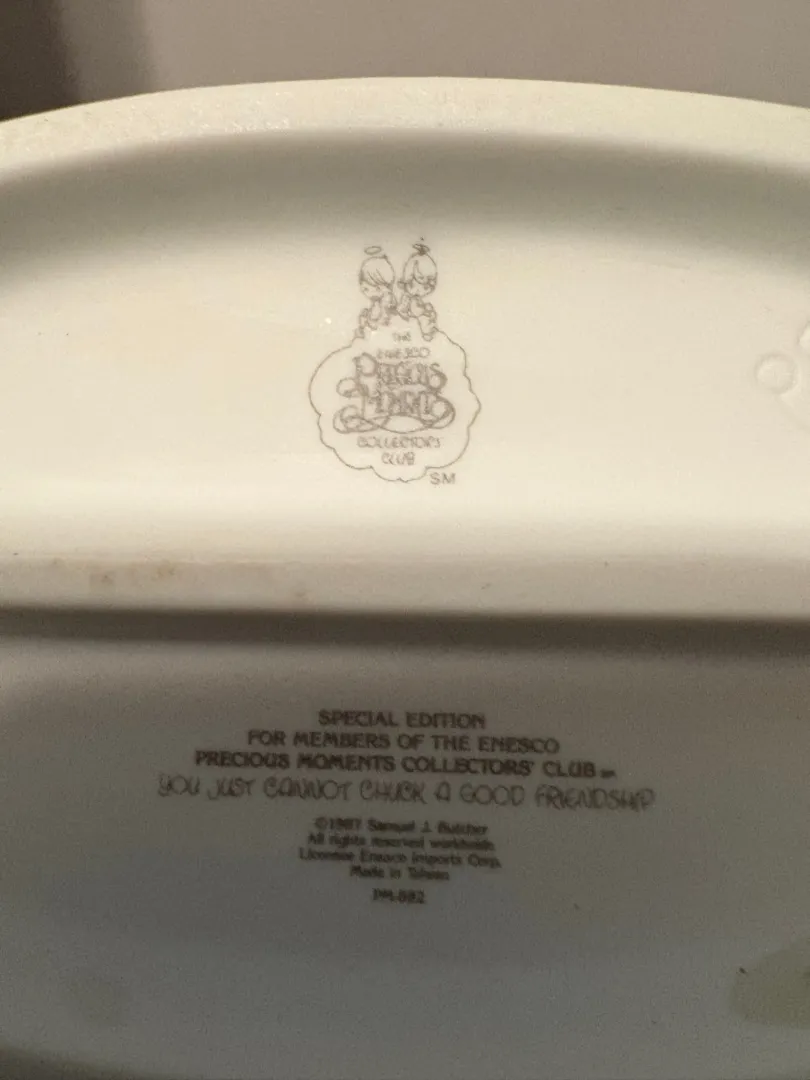 THE
ENESCO
PRECIOUS
MOMENTS
COLLECTORS
CLUB
SM
SPECIAL EDITION
FOR MEMBERS OF THE ENESCO
PRECIOUS MOMENTS COLLECTORS' CLUB SM
YOU JUST CANNOT CHUCK A GOOD FRIENDSHIP
©1987 Samuel J. Butcher
All rights reserved worldwide
Licensee Enesco Imports Corp.
Made in Taiwan
PM-882